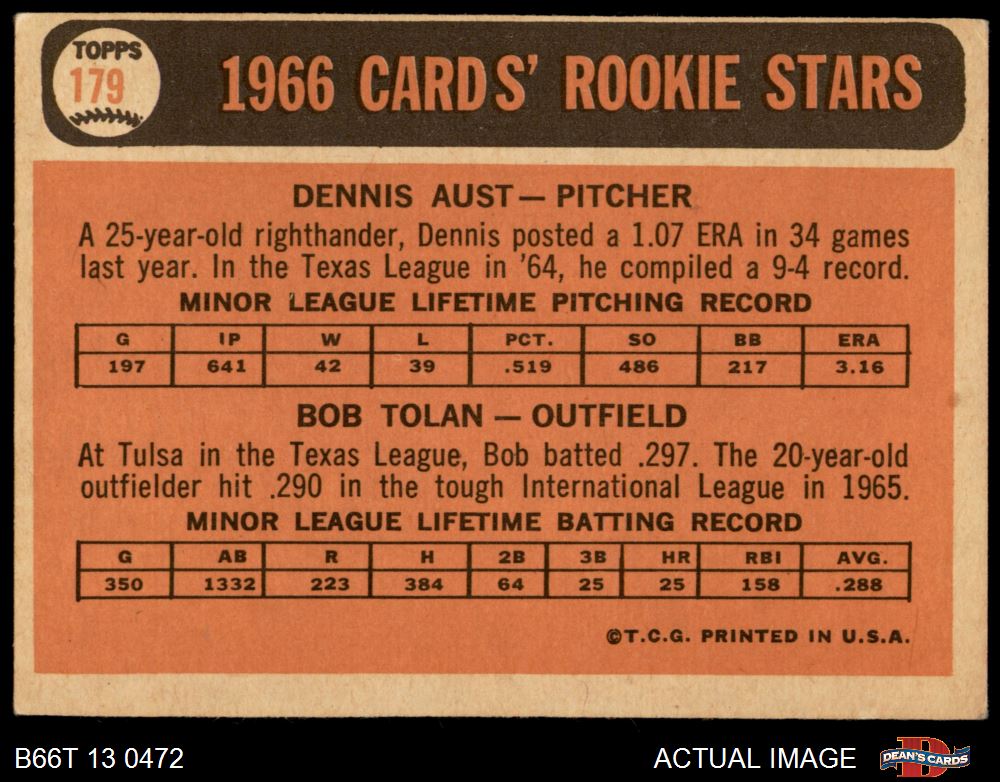 TOPPS
179
1966 CARDS' ROOKIE STARS
DENNIS AUST — PITCHER
A 25-year-old righthander, Dennis posted a 1.07 ERA in 34 games
last year. In the Texas League in '64, he compiled a 9-4 record.
MINOR LEAGUE LIFETIME PITCHING RECORD
G IP W L PCT. SO BB ERA
197 641 42 39 .519 486 217 3.16
BOB TOLAN — OUTFIELD
At Tulsa in the Texas League, Bob batted .297. The 20-year-old
outfielder hit .290 in the tough International League in 1965.
MINOR LEAGUE LIFETIME BATTING RECORD
G AB R H 2B 3B HR RBI AVG.
350 1332 223 384 64 25 25 158 .288
©T.C.G. PRINTED IN U.S.A.
B66T 13 0472
ACTUAL IMAGE
DEAN'S CARDS